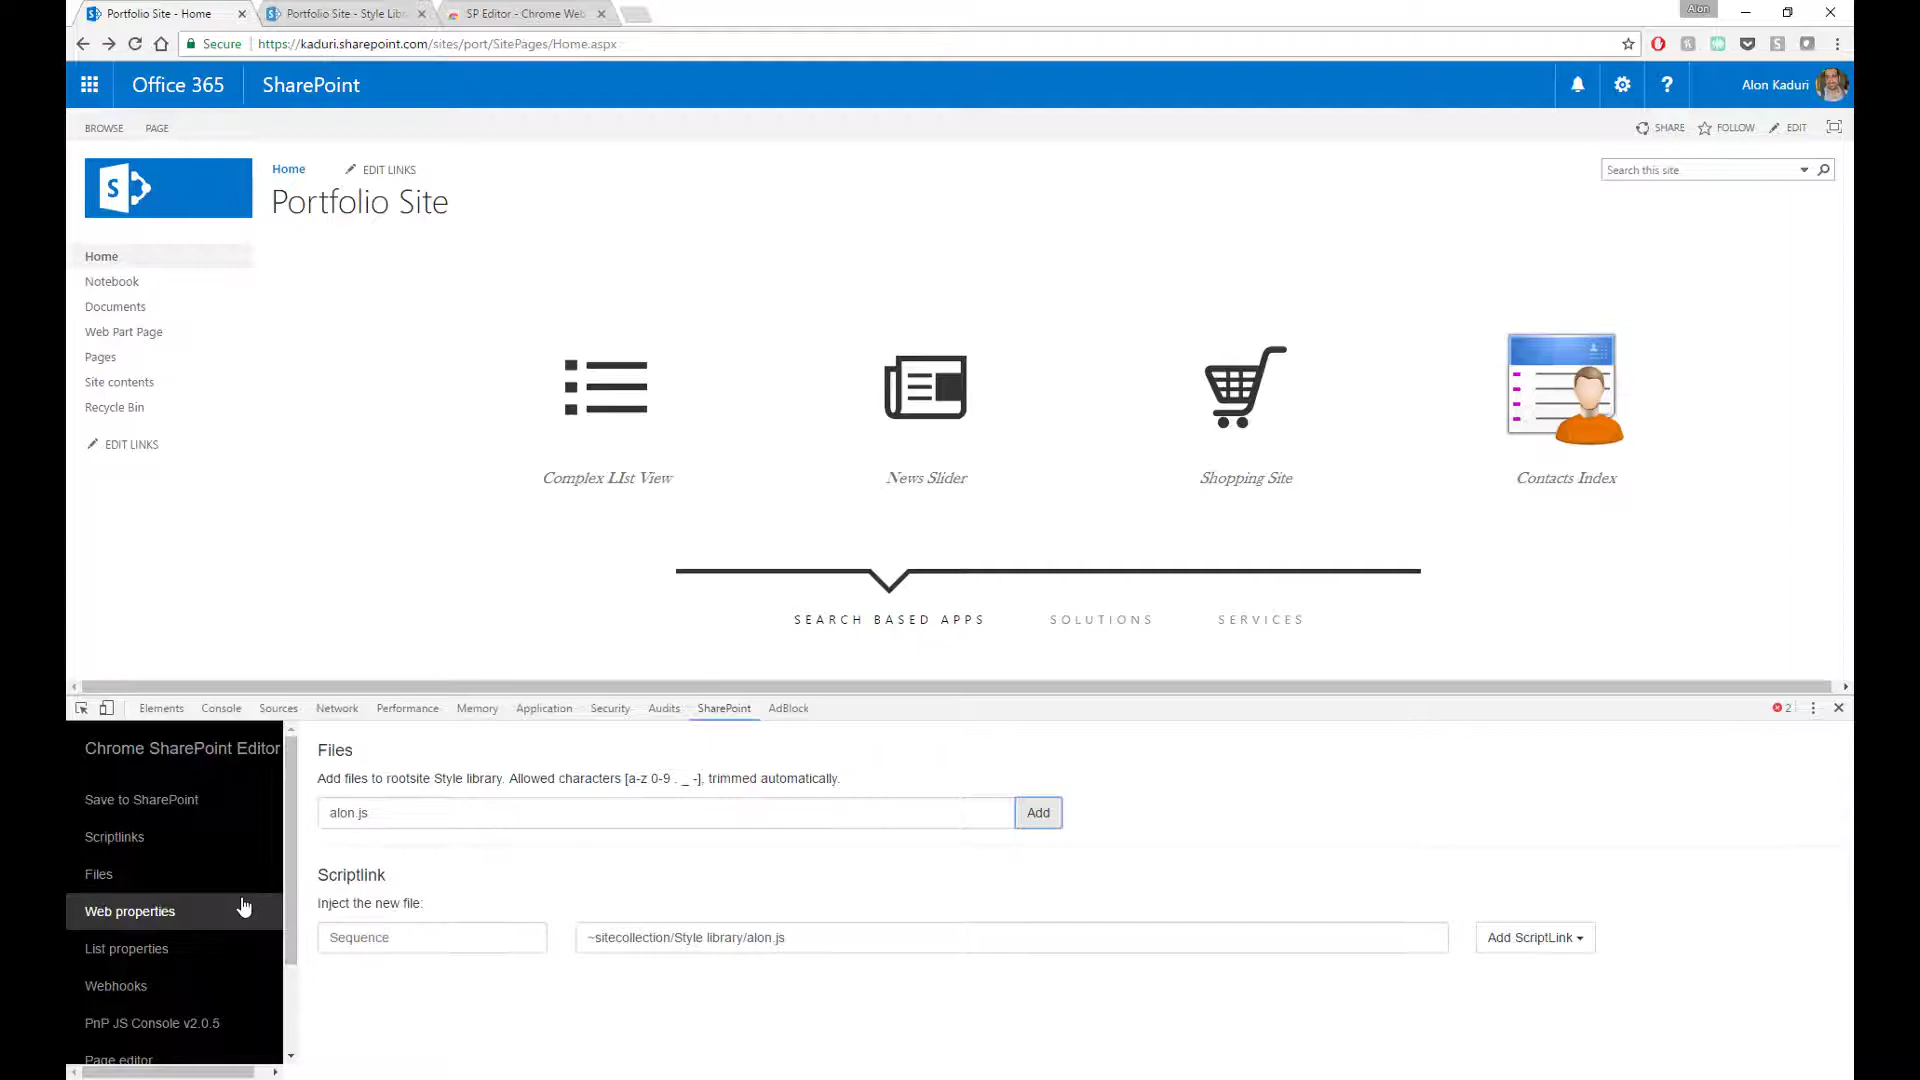 Portfolio Site - Home
Portfolio Site - Style Libr
SP Editor - Chrome Web
Alon
Secure
https://kaduri.sharepoint.com/sites/port/SitePages/Home.aspx
Office 365
SharePoint
?
Alon Kaduri
BROWSE
PAGE
SHARE
FOLLOW
EDIT
S
Home
EDIT LINKS
Search this site
Portfolio Site
Home
Notebook
Documents
Web Part Page
Pages
Site contents
Recycle Bin
EDIT LINKS
Complex LIst View
News Slider
Shopping Site
Contacts Index
SEARCH BASED APPS
SOLUTIONS
SERVICES
Elements
Console
Sources
Network
Performance
Memory
Application
Security
Audits
SharePoint
AdBlock
2
Chrome SharePoint Editor
Save to SharePoint
Scriptlinks
Files
Web properties
List properties
Webhooks
PnP JS Console v2.0.5
Page editor
Files
Add files to rootsite Style library. Allowed characters [a-z 0-9 . _ -], trimmed automatically.
alon.js
Add
Scriptlink
Inject the new file:
Sequence
~sitecollection/Style library/alon.js
Add ScriptLink